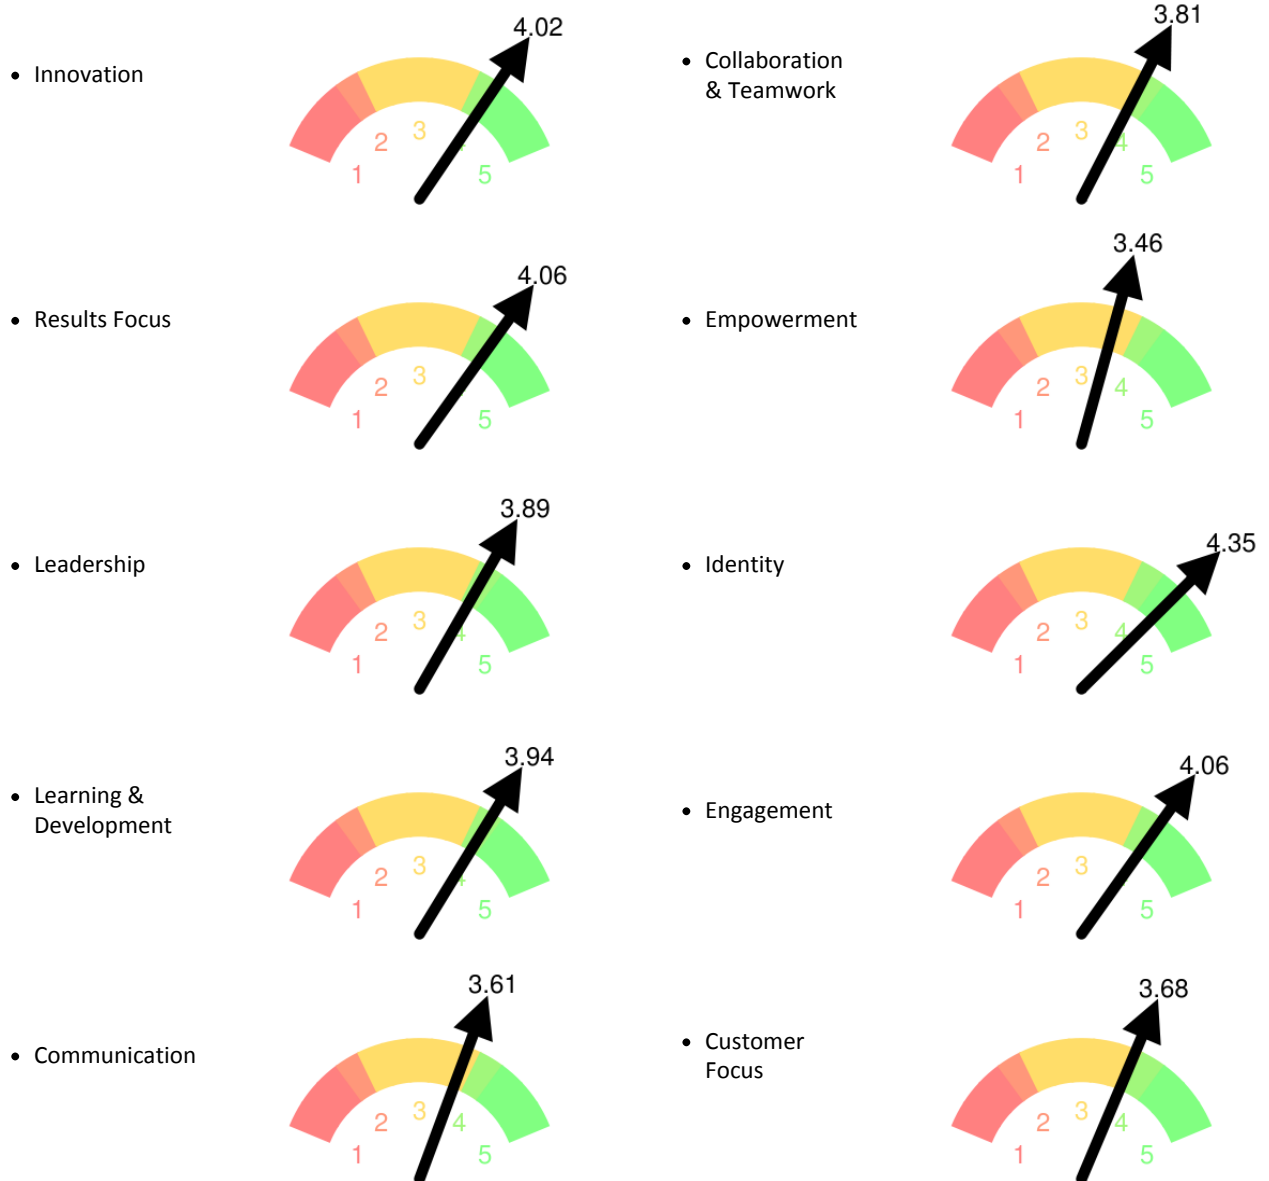 • Innovation
4.02
1 2 3 5
• Collaboration
& Teamwork
3.81
1 2 3 4 5
• Results Focus
4.06
1 2 3 5
• Empowerment
3.46
1 2 3 4 5
• Leadership
3.89
1 2 3 4 5
• Identity
4.35
1 2 3 4 5
• Learning &
Development
3.94
1 2 3 5
• Engagement
4.06
1 2 3 5
• Communication
3.61
1 2 3 4 5
• Customer
Focus
3.68
1 2 3 4 5